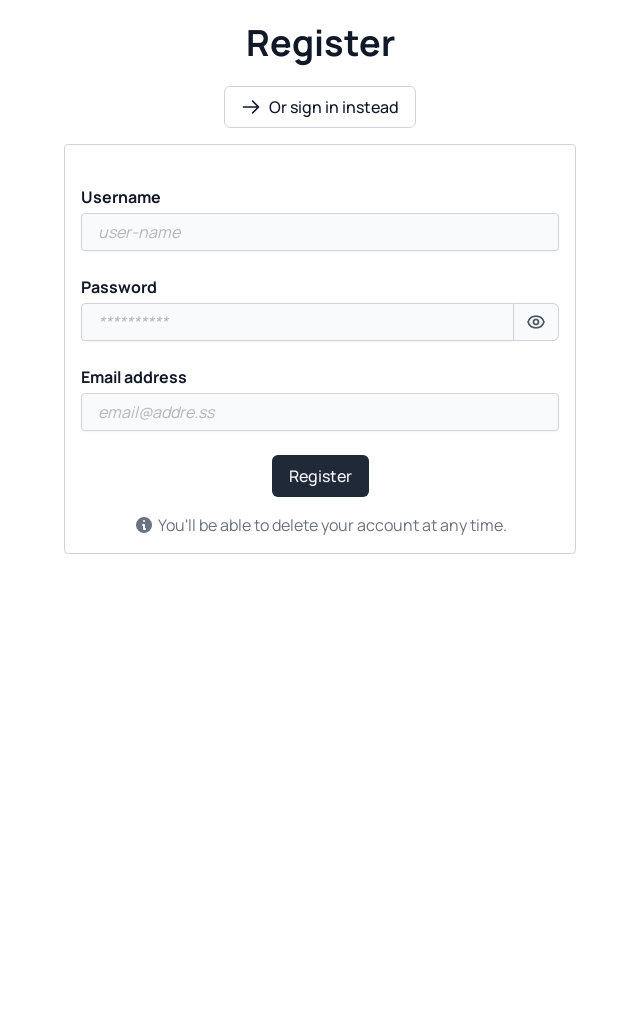 Register
Or sign in instead
Username
user-name
Password
**********
Email address
email@addre.ss
Register
You'll be able to delete your account at any time.